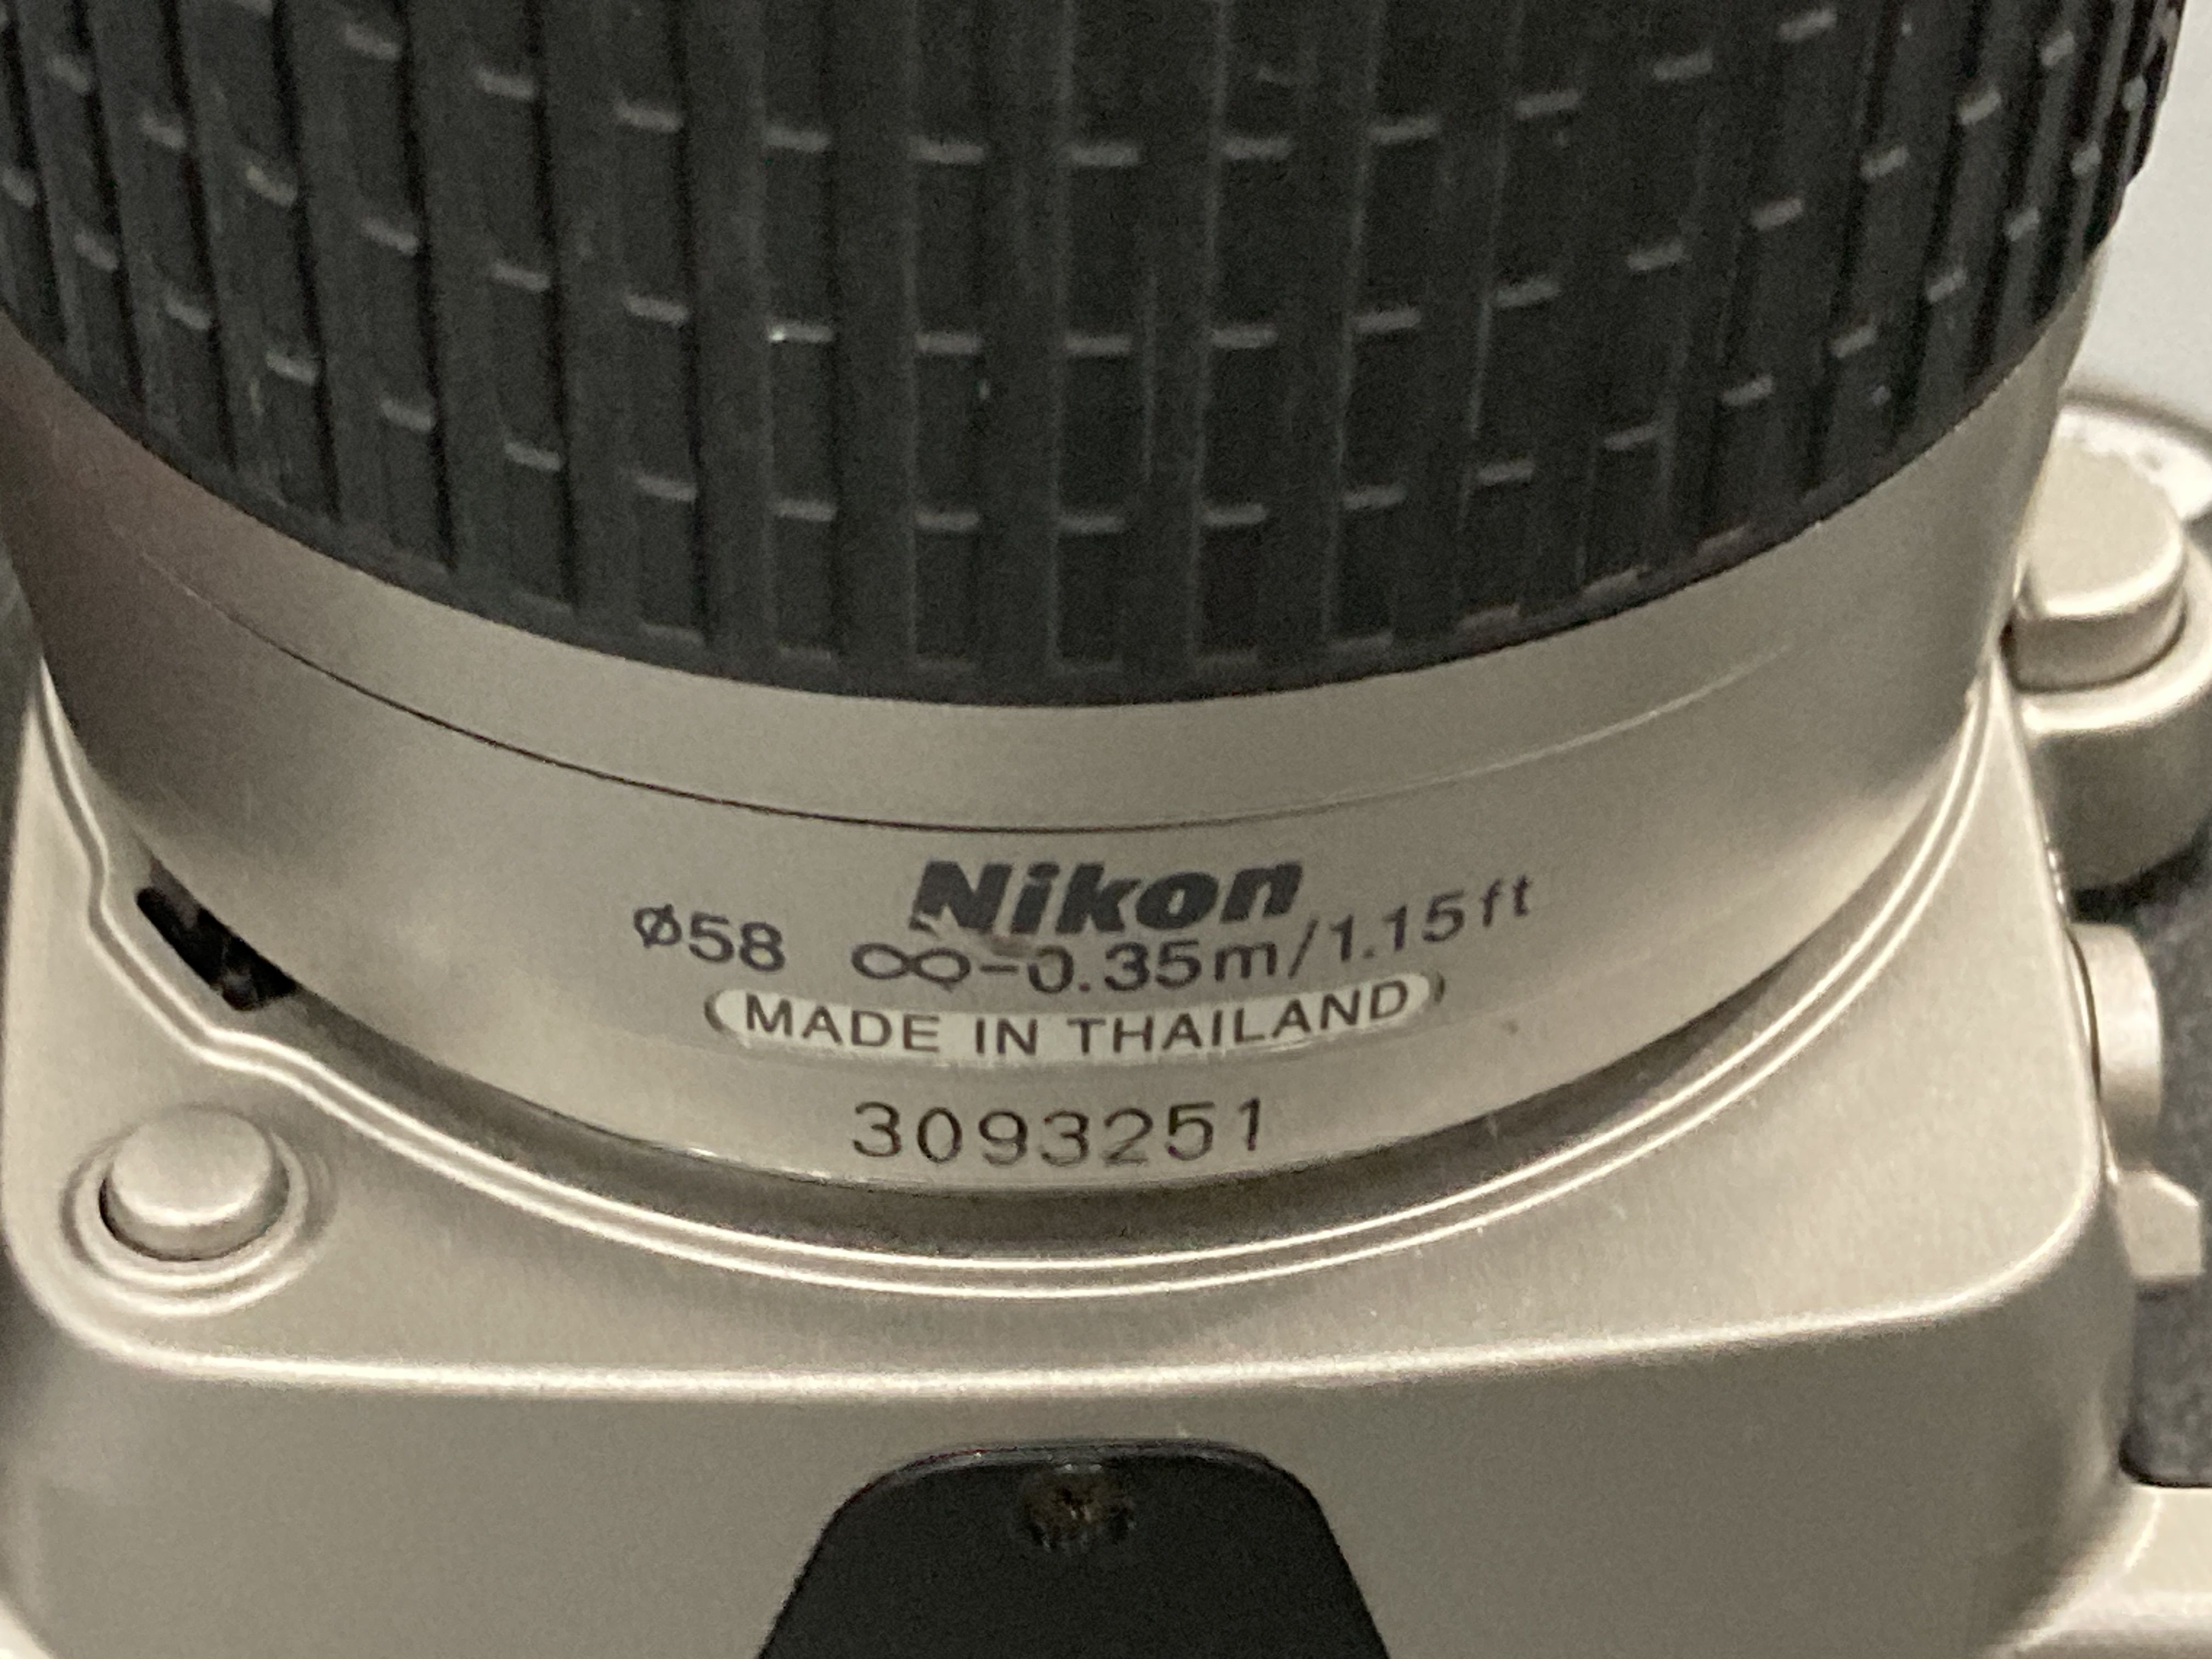 Nikon
ø58 ∞-0.35m/1.15ft
MADE IN THAILAND
3093251